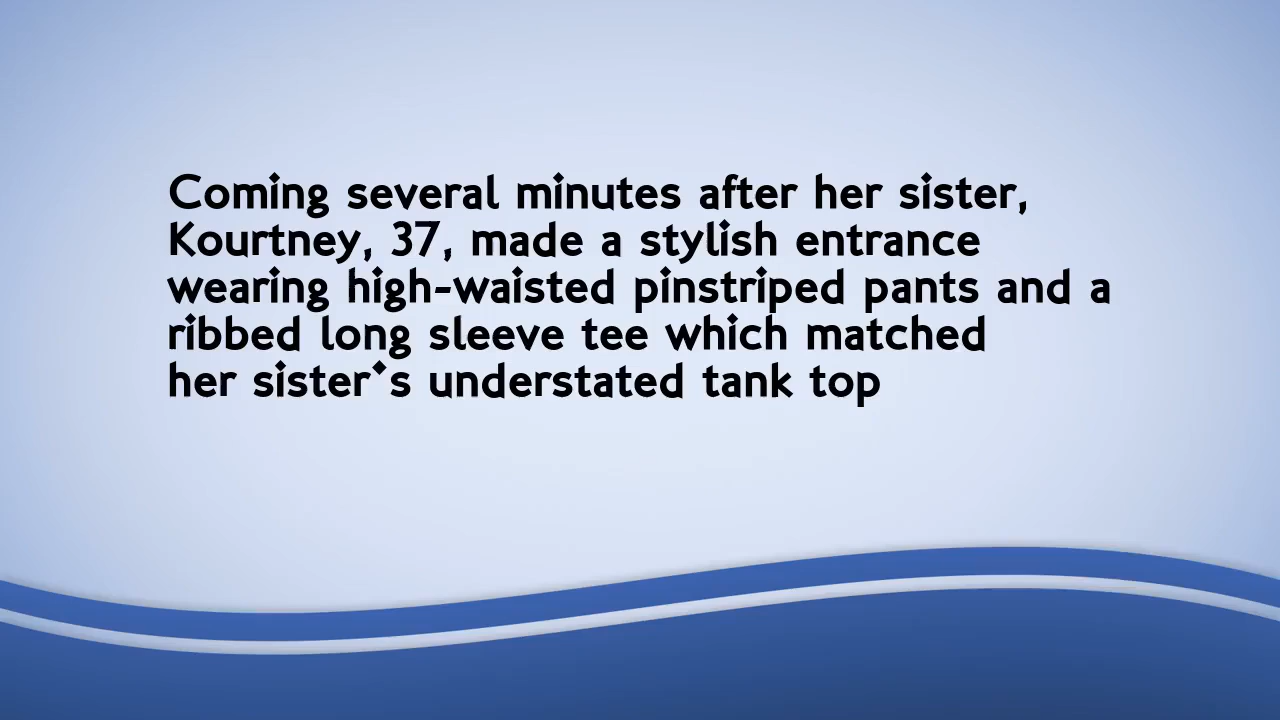 Coming several minutes after her sister,
Kourtney, 37, made a stylish entrance
wearing high-waisted pinstriped pants and a
ribbed long sleeve tee which matched
her sister's understated tank top